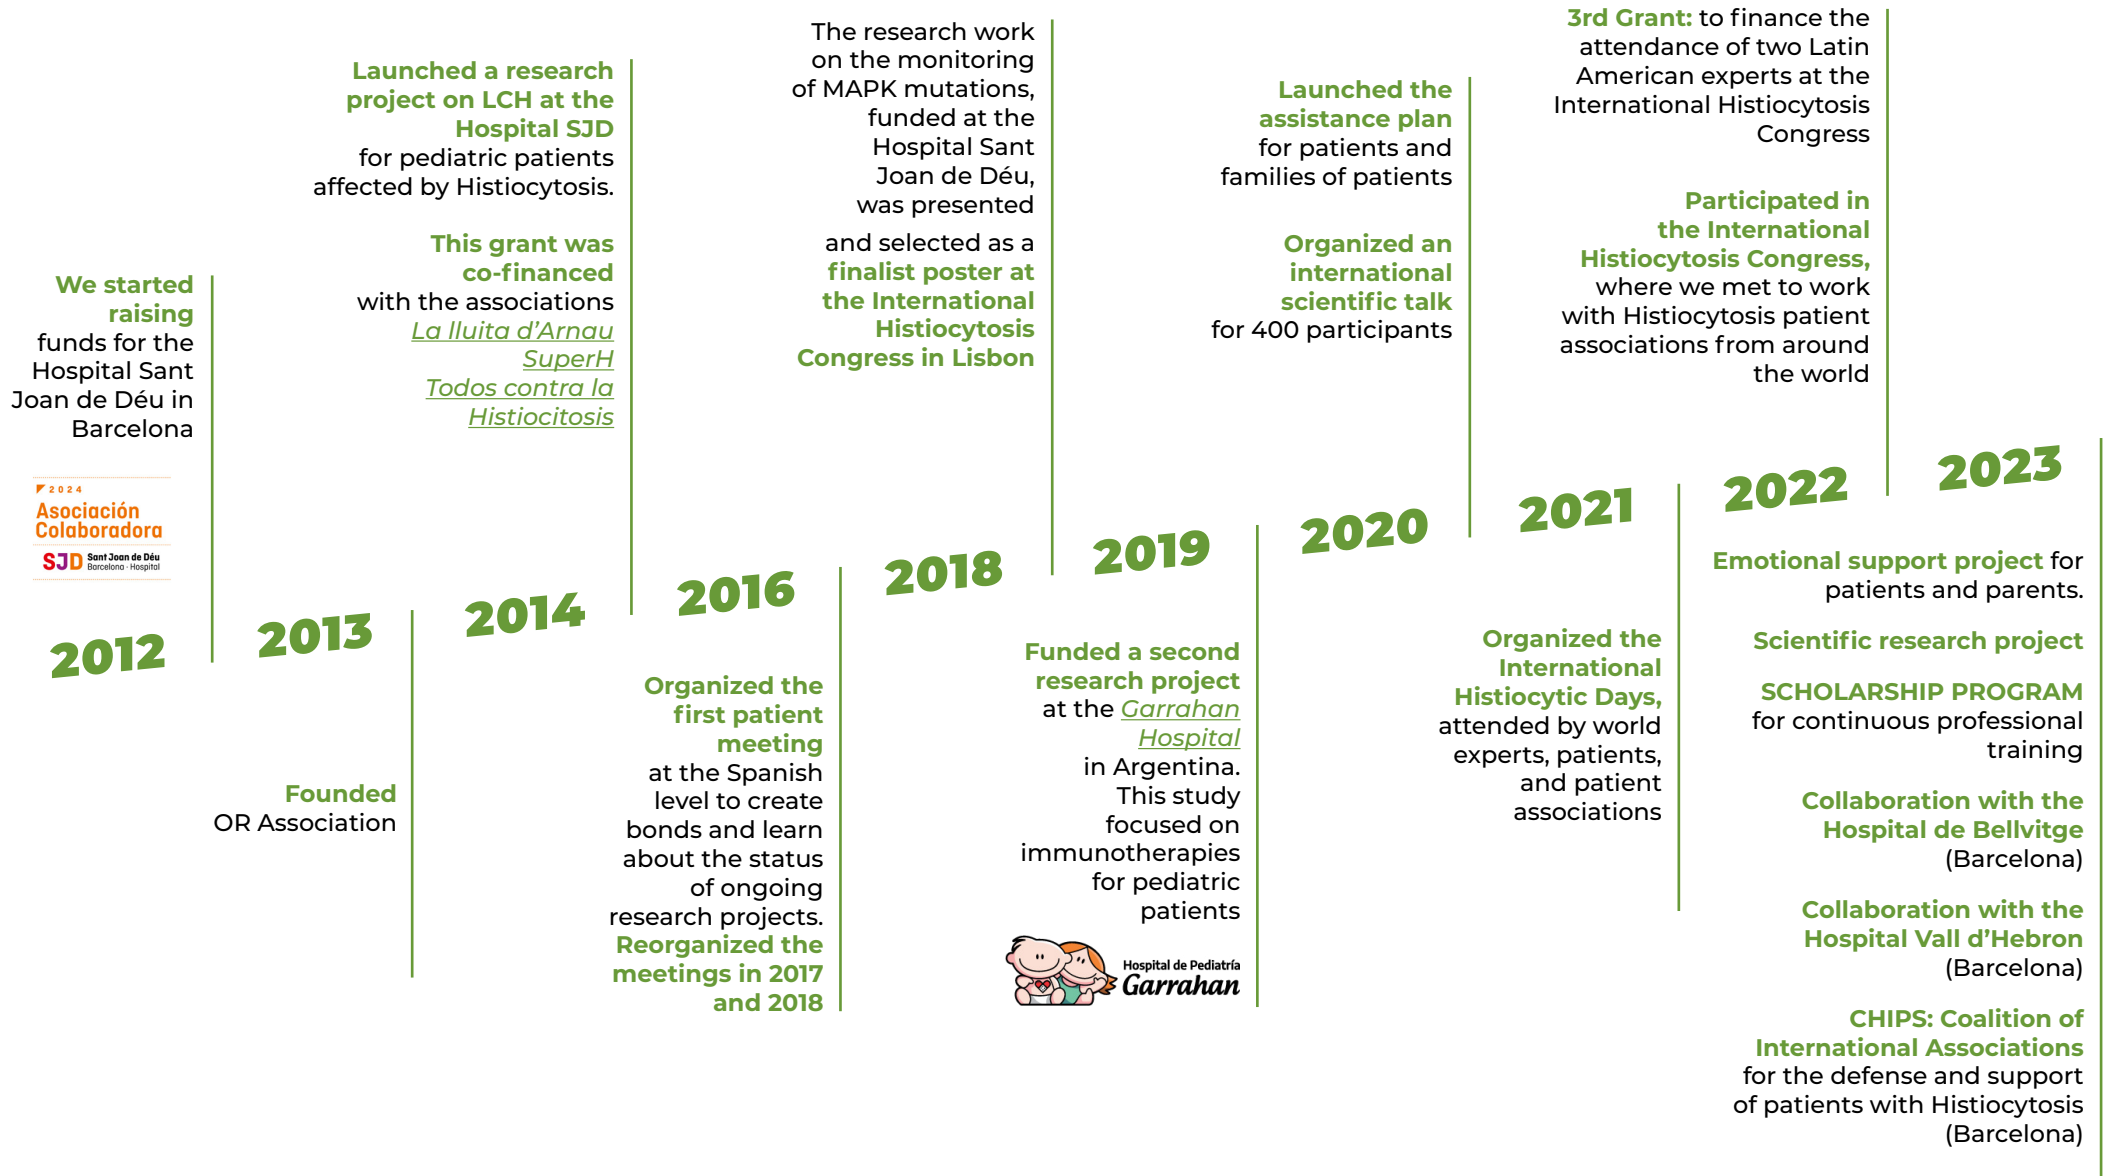 We started
raising
funds for the
Hospital Sant
Joan de Déu in
Barcelona
2024
Asociación
Colaboradora
SJD Sant Joan de Déu
Barcelona · Hospital
2012
2013
Founded
OR Association
Launched a research
project on LCH at the
Hospital SJD
for pediatric patients
affected by Histiocytosis.
This grant was
co-financed
with the associations
La lluita d’Arnau
SuperH
Todos contra la
Histiocitosis
2014
2016
Organized the
first patient
meeting
at the Spanish
level to create
bonds and learn
about the status
of ongoing
research projects.
Reorganized the
meetings in 2017
and 2018
The research work
on the monitoring
of MAPK mutations,
funded at the
Hospital Sant
Joan de Déu,
was presented
and selected as a
finalist poster at
the International
Histiocytosis
Congress in Lisbon
2018
2019
Funded a second
research project
at the Garrahan
Hospital
in Argentina.
This study
focused on
immunotherapies
for pediatric
patients
Hospital de Pediatría
Garrahan
Launched the
assistance plan
for patients and
families of patients
Organized an
international
scientific talk
for 400 participants
2020
2021
Organized the
International
Histiocytic Days,
attended by world
experts, patients,
and patient
associations
3rd Grant: to finance the
attendance of two Latin
American experts at the
International Histiocytosis
Congress
Participated in
the International
Histiocytosis Congress,
where we met to work
with Histiocytosis patient
associations from around
the world
2022
2023
Emotional support project for
patients and parents.
Scientific research project
SCHOLARSHIP PROGRAM
for continuous professional
training
Collaboration with the
Hospital de Bellvitge
(Barcelona)
Collaboration with the
Hospital Vall d’Hebron
(Barcelona)
CHIPS: Coalition of
International Associations
for the defense and support
of patients with Histiocytosis
(Barcelona)